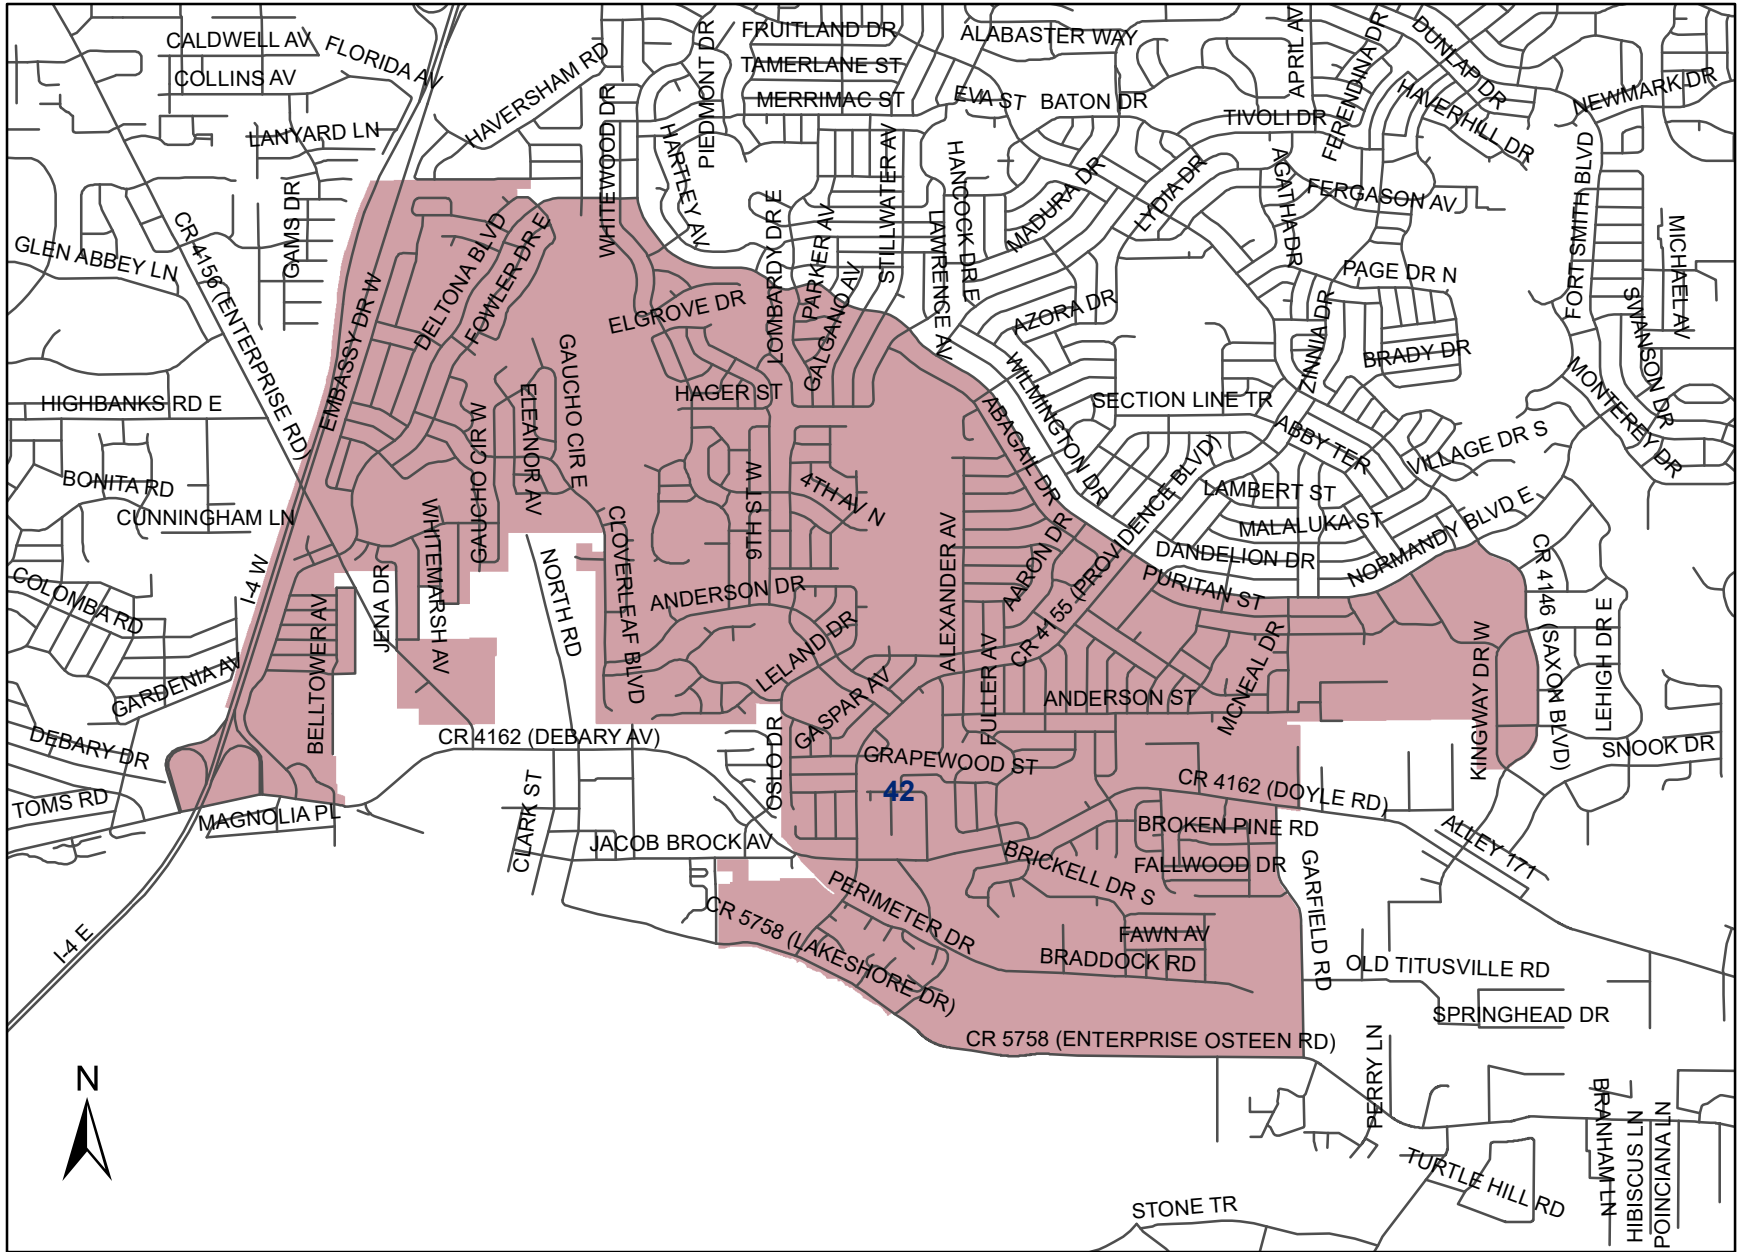 CALDWELL AV
FLORIDA AV
COLLINS AV
LANYARD LN
HAVERSHAM RD
WHITEWOOD DR
PIEDMONT DR
FRUITLAND DR
TAMERLANE ST
MERRIMAC ST
HARTLEY AV
ALABASTER WAY
EVA ST
BATON DR
APRIL AV
FERENDINA DR
DUNLAP DR
HAVERHILL DR
NEWMARK DR
TIVOLI DR
STILLWATER AV
HANCOCK DR E
MADURA DR
LYDIA DR
AGATHA DR
FERGASON AV
FORT SMITH BLVD
MICHAEL AV
GAMS DR
CR 4156 (ENTERPRISE RD)
GLEN ABBEY LN
DELTONA BLVD
FOWLER DR E
EMBASSY DR W
ELGROVE DR
LOMBARDY DR E
PARKER AV
GALGANO AV
LAWRENCE AV
AZORA DR
PAGE DR N
ZINNIA DR
BRADY DR
SWANSON DR
MONTEREY DR
HIGHBANKS RD E
GAUCHO CIR E
ELEANOR AV
GAUCHO CIR W
HAGER ST
WILMINGTON DR
SECTION LINE TR
ABAGAIL DR
ABBY TER
VILLAGE DR S
BONITA RD
CUNNINGHAM LN
WHITEMARSH AV
9TH ST W
4TH AV N
LAMBERT ST
MALALUKA ST
NORMANDY BLVD E
DANDELION DR
COLOMBA RD
I-4 W
JENA DR
NORTH RD
CLOVERLEAF BLVD
ANDERSON DR
ALEXANDER AV
AARON DR
CR 4155 (PROVIDENCE BLVD)
PURITAN ST
CR 4146 (SAXON BLVD)
BELLTOWER AV
LELAND DR
FULLER AV
MCNEAL DR
KINGWAY DR W
LEHIGH DR E
GARDENIA AV
ANDERSON ST
GASPAR AV
DEBARY DR
CR 4162 (DEBARY AV)
OSLO DR
GRAPEWOOD ST
SNOOK DR
TOMS RD
MAGNOLIA PL
CLARK ST
42
CR 4162 (DOYLE RD)
JACOB BROCK AV
BROKEN PINE RD
ALLEY 171
BRICKELL DR S
FALLWOOD DR
GARFIELD RD
PERIMETER DR
CR 5758 (LAKESHORE DR)
FAWN AV
BRADDOCK RD
I-4 E
OLD TITUSVILLE RD
SPRINGHEAD DR
CR 5758 (ENTERPRISE OSTEEN RD)
PERRY LN
N
BRANHAM LN
HIBISCUS LN
POINCIANA LN
TURTLE HILL RD
STONE TR